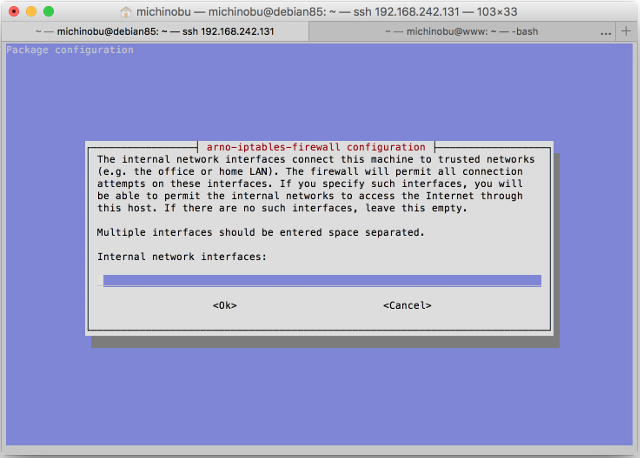 michinobu — michinobu@debian85: ~ — ssh 192.168.242.131 — 103×33
~ — michinobu@debian85: ~ — ssh 192.168.242.131
~ — michinobu@www: ~ — -bash
... +
Package configuration
arno-iptables-firewall configuration
The internal network interfaces connect this machine to trusted networks
(e.g. the office or home LAN). The firewall will permit all connection
attempts on these interfaces. If you specify such interfaces, you will
be able to permit the internal networks to access the Internet through
this host. If there are no such interfaces, leave this empty.
Multiple interfaces should be entered space separated.
Internal network interfaces:
<Ok> <Cancel>